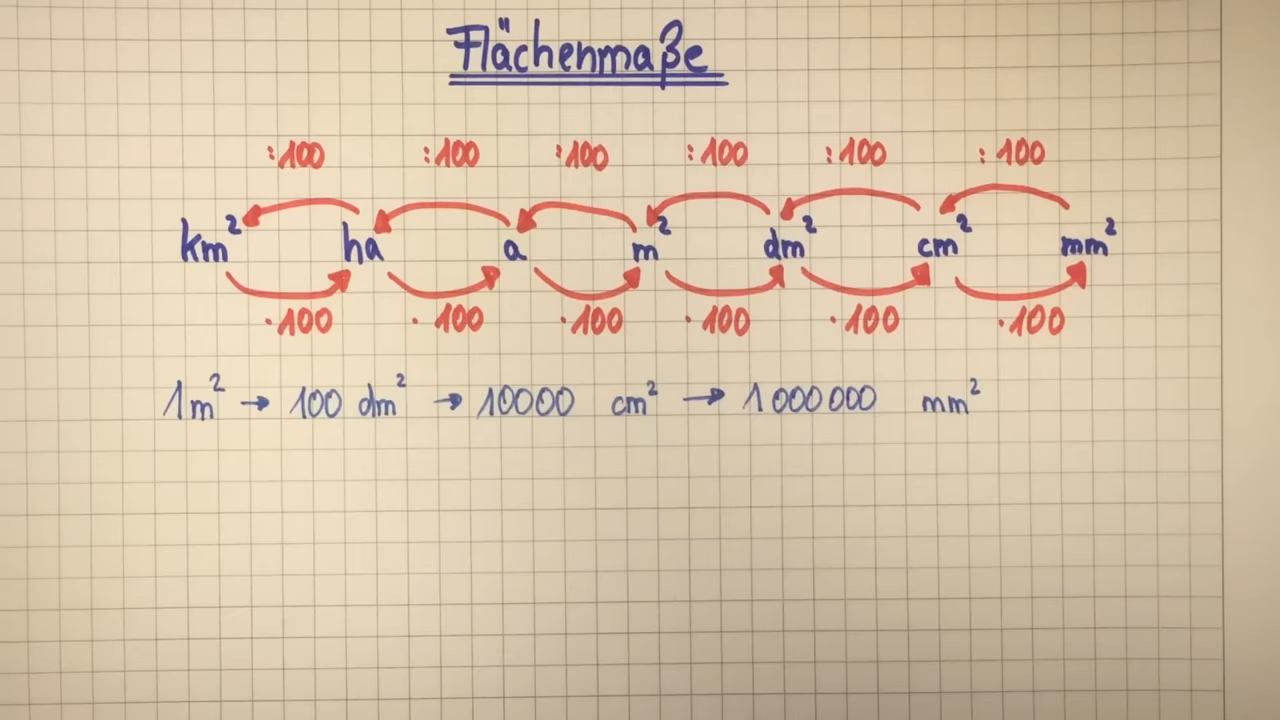 Flächenmaße
:100 :100 :100 :100 :100 :100
km² ha a m² dm² cm² mm²
·100 ·100 ·100 ·100 ·100 ·100
1m² → 100 dm² → 10000 cm² → 1000000 mm²